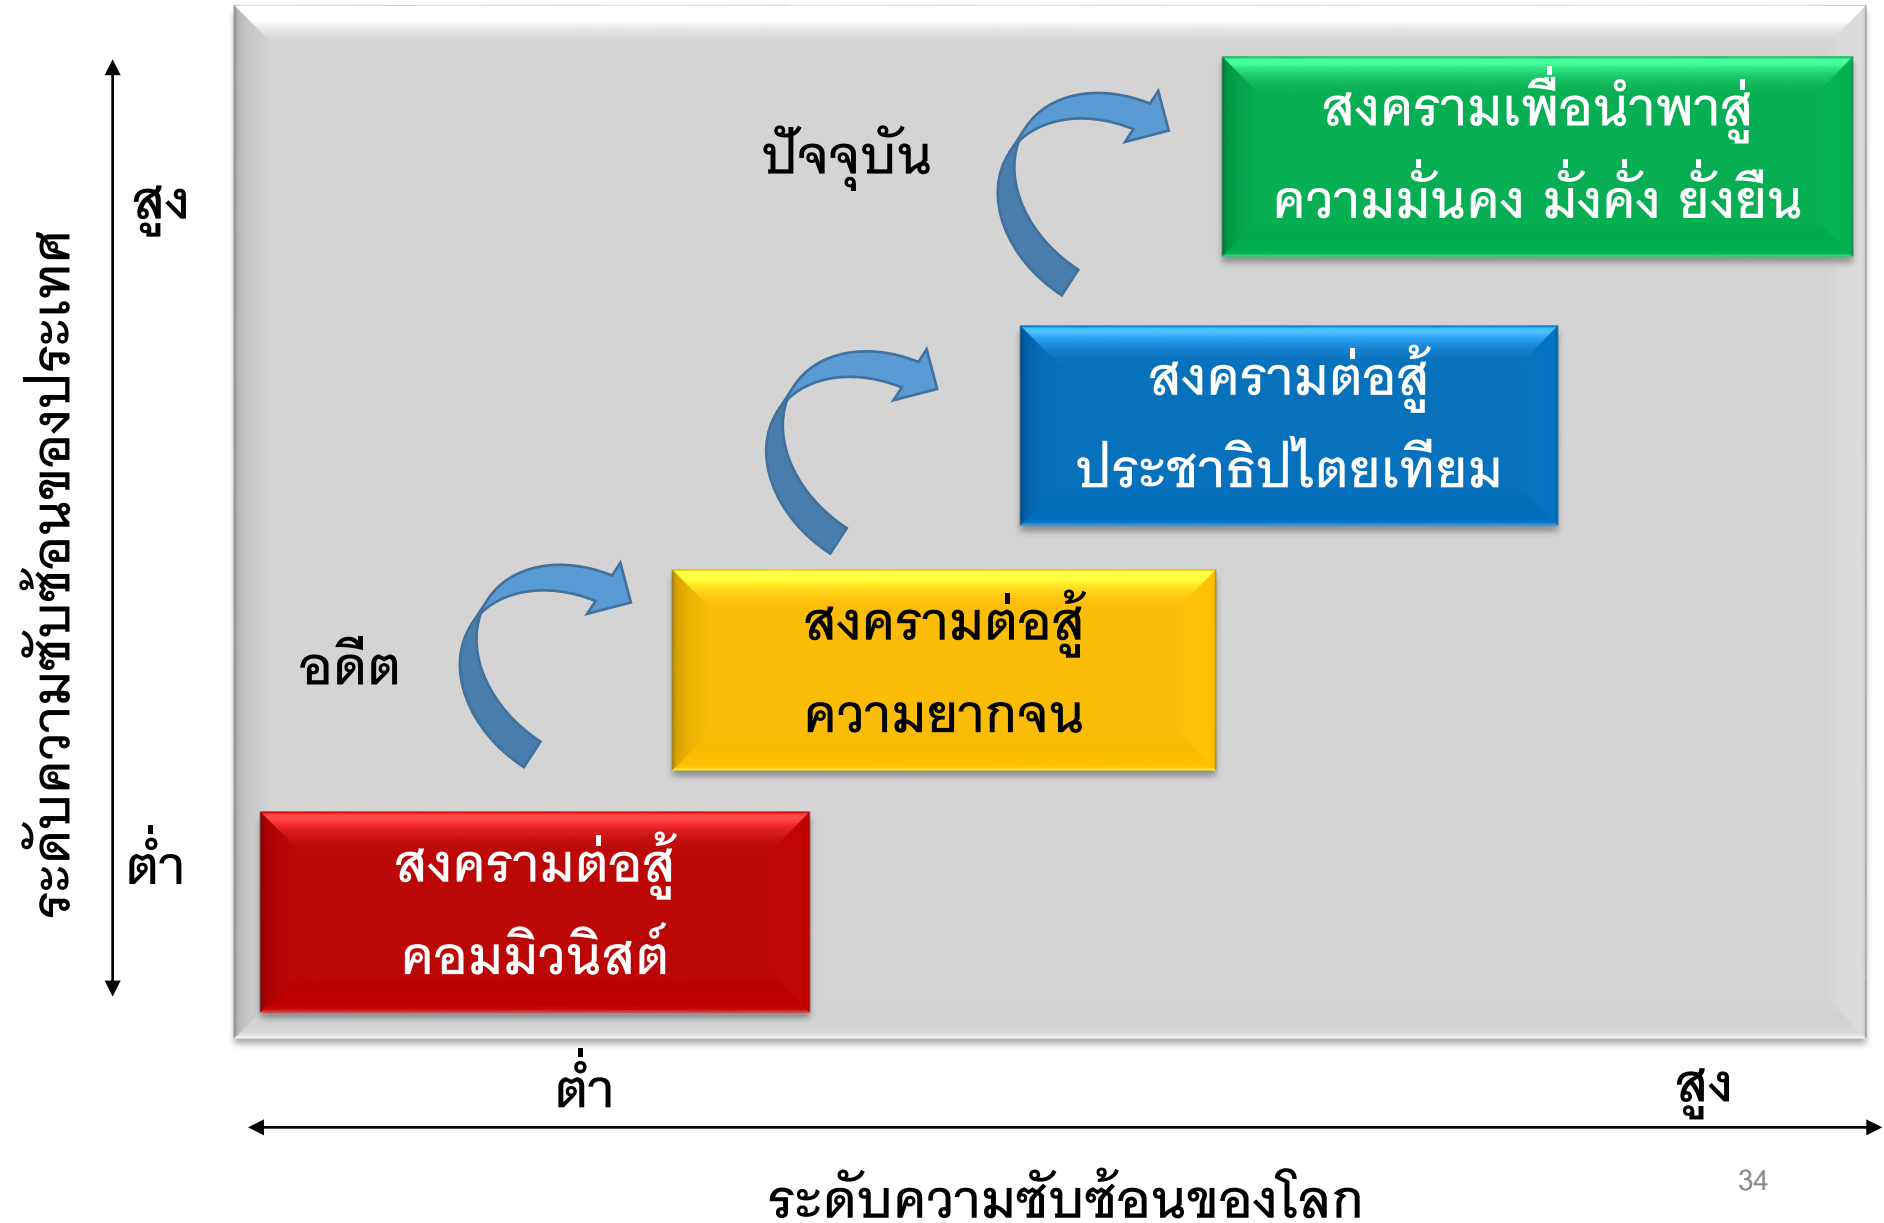 ระดับความซับซ้อนของประเทศ
สูง
ต่ำ
ปัจจุบัน
สงครามเพื่อนำพาสู่
ความมั่นคง มั่งคั่ง ยั่งยืน
สงครามต่อสู้
ประชาธิปไตยเทียม
อดีต
สงครามต่อสู้
ความยากจน
สงครามต่อสู้
คอมมิวนิสต์
ต่ำ
สูง
ระดับความซับซ้อนของโลก
34